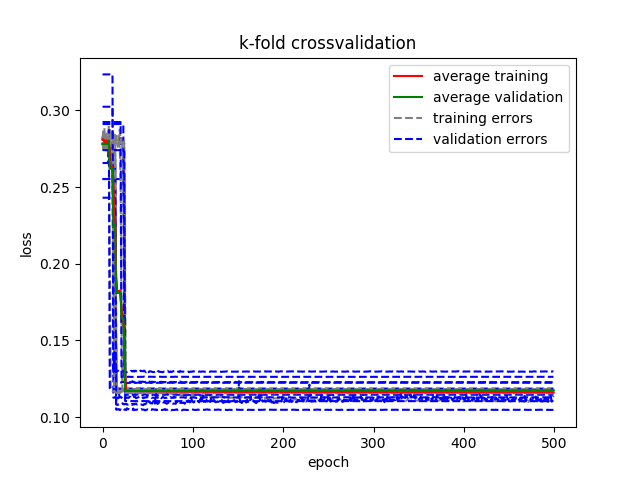 k-fold crossvalidation
average training
average validation
training errors
validation errors
0.30
0.25
0.20
0.15
0.10
loss
0
100
200
300
400
500
epoch